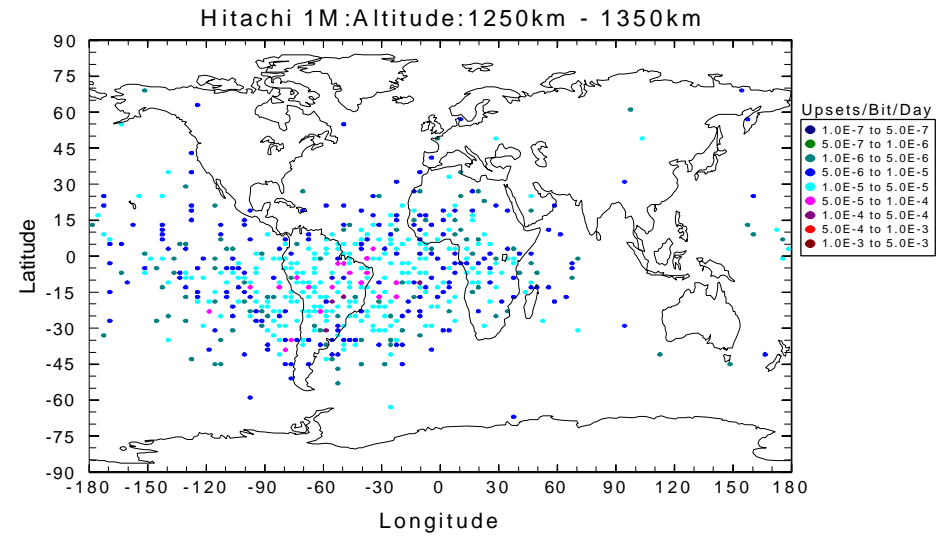 Hitachi 1M:Altitude:1250km - 1350km
90
75
60
45
30
15
0
-15
-30
-45
-60
-75
-90
Latitude
-180 -150 -120 -90 -60 -30 0 30 60 90 120 150 180
Longitude
Upsets/Bit/Day
1.0E-7 to 5.0E-7
5.0E-7 to 1.0E-6
1.0E-6 to 5.0E-6
5.0E-6 to 1.0E-5
1.0E-5 to 5.0E-5
5.0E-5 to 1.0E-4
1.0E-4 to 5.0E-4
5.0E-4 to 1.0E-3
1.0E-3 to 5.0E-3